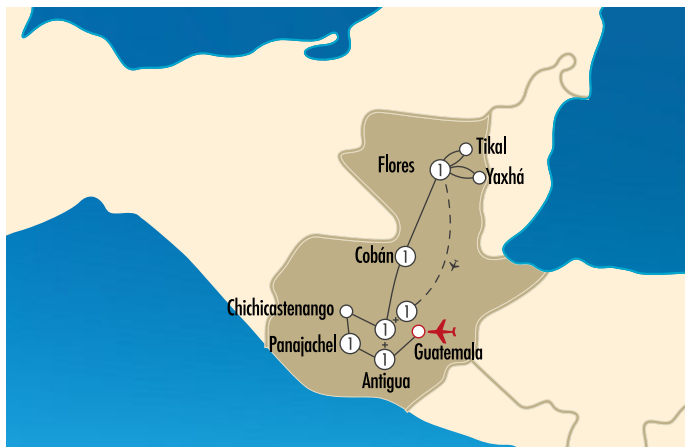 Tikal
Flores
1
Yaxhá
Cobán
1
Chichicastenango
1
+
1
Panajachel
1
+
Guatemala
1
Antigua